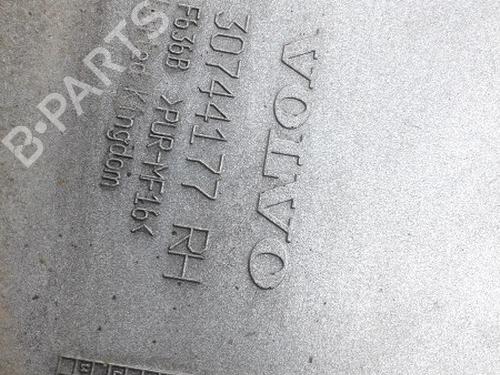 VOLVO
30744177 RH
F636B >PUR-MF16<
Kingdom
B-PARTS